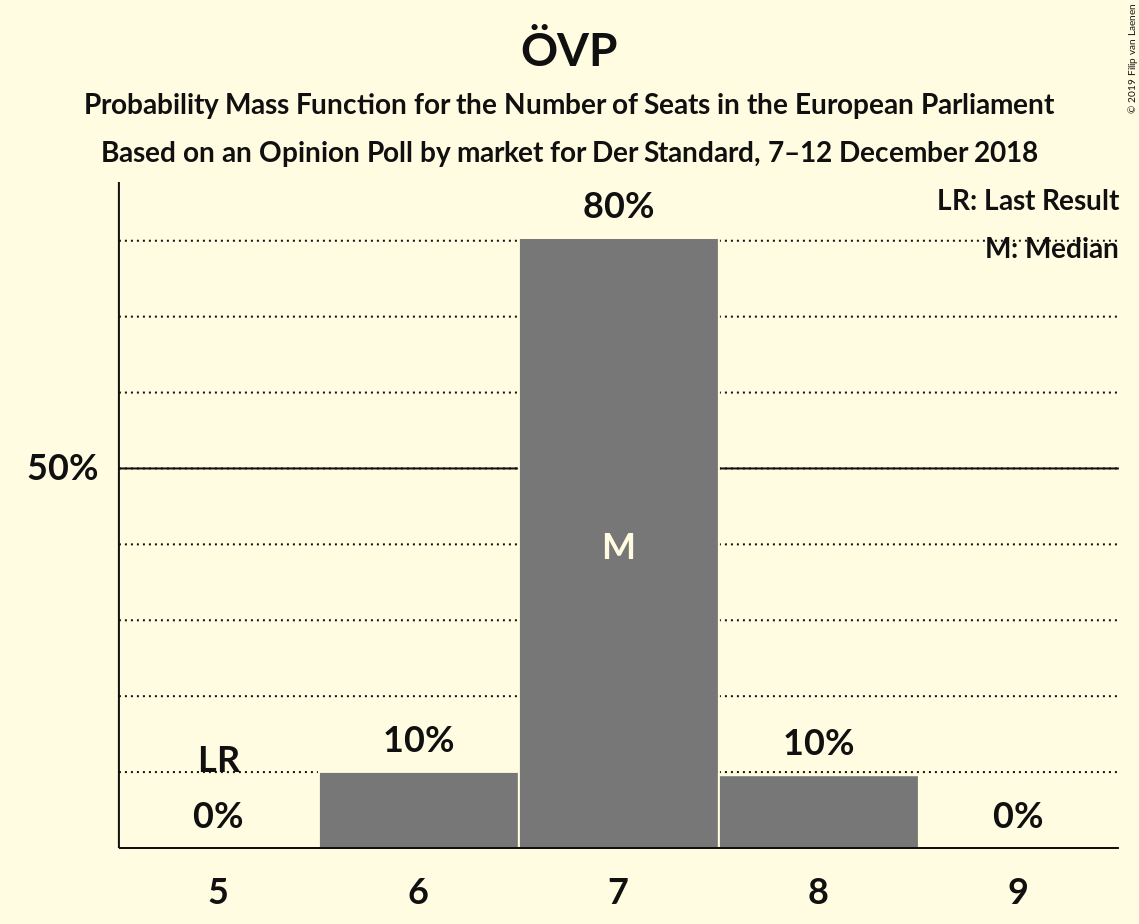 ÖVP
Probability Mass Function for the Number of Seats in the European Parliament
Based on an Opinion Poll by market for Der Standard, 7–12 December 2018
© 2019 Filip van Laenen
LR: Last Result
M: Median
80%
50%
M
10%
10%
LR
0%
0%
5
6
7
8
9